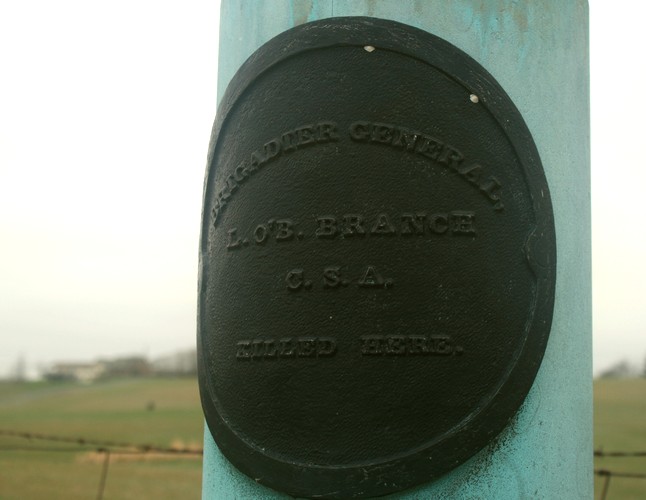 BRIGADIER GENERAL,
L. O'B. BRANCH
C. S. A.
KILLED HERE.